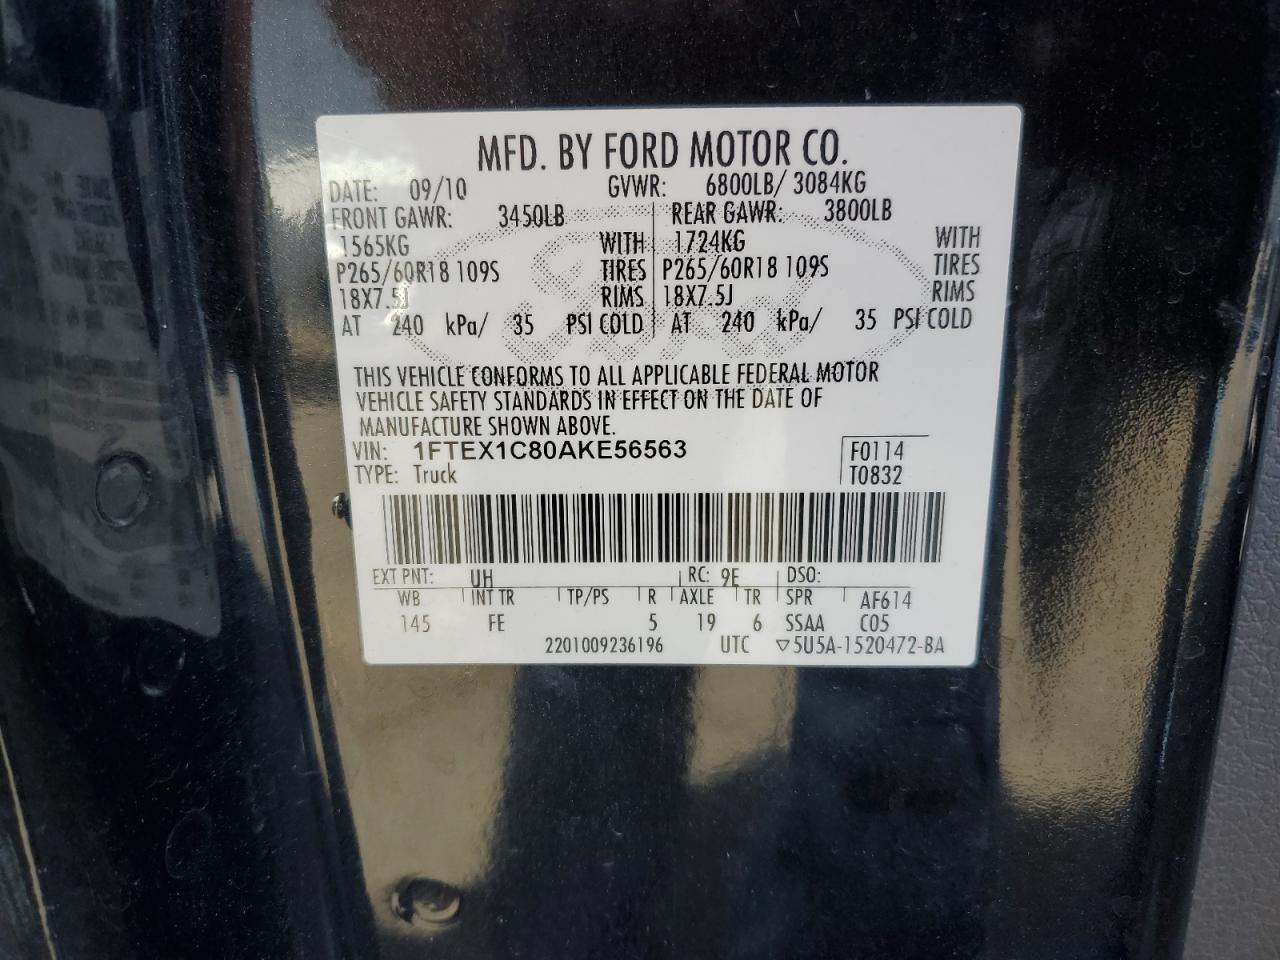 MFD. BY FORD MOTOR CO.
DATE: 09/10 GVWR: 6800LB/ 3084KG
FRONT GAWR: 3450LB REAR GAWR: 3800LB
1565KG WITH 1724KG WITH
P265/60R18 109S TIRES P265/60R18 109S TIRES
18X7.5J RIMS 18X7.5J RIMS
AT 240 kPa/ 35 PSI COLD AT 240 kPa/ 35 PSI COLD
THIS VEHICLE CONFORMS TO ALL APPLICABLE FEDERAL MOTOR
VEHICLE SAFETY STANDARDS IN EFFECT ON THE DATE OF
MANUFACTURE SHOWN ABOVE.
VIN: 1FTEX1C80AKE56563 F0114
TYPE: Truck T0832
EXT PNT: UH RC: 9E DSO:
WB INT TR TP/PS R AXLE TR SPR AF614
145 FE 5 19 6 SSAA C05
2201009236196 UTC ▽5U5A-1520472-BA